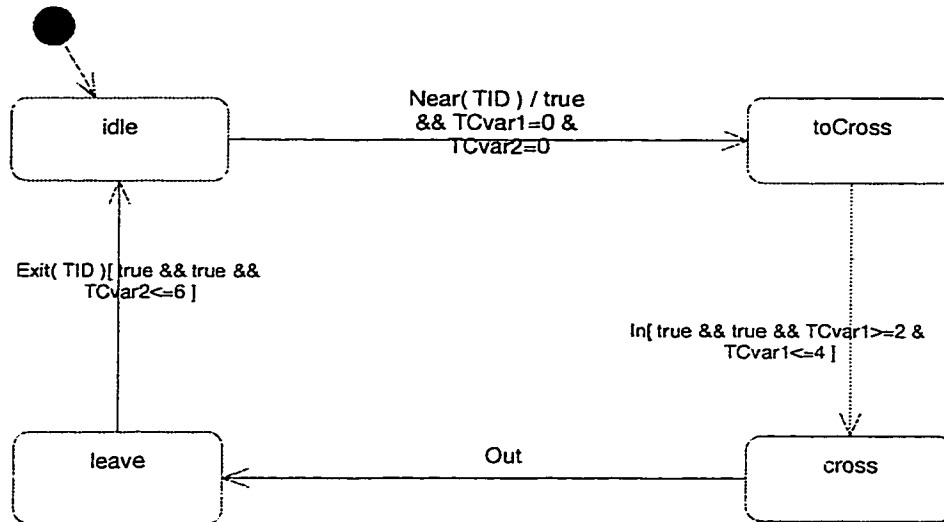 idle
Near( TID ) / true
&& TCvar1=0 &
TCvar2=0
toCross
Exit( TID )[ true && true &&
TCvar2<=6 ]
In[ true && true && TCvar1>=2 &
TCvar1<=4 ]
leave
Out
cross